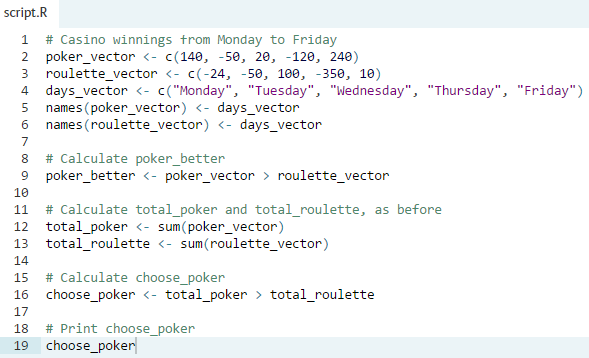 script.R
1 # Casino winnings from Monday to Friday
2 poker_vector <- c(140, -50, 20, -120, 240)
3 roulette_vector <- c(-24, -50, 100, -350, 10)
4 days_vector <- c("Monday", "Tuesday", "Wednesday", "Thursday", "Friday")
5 names(poker_vector) <- days_vector
6 names(roulette_vector) <- days_vector
7
8 # Calculate poker_better
9 poker_better <- poker_vector > roulette_vector
10
11 # Calculate total_poker and total_roulette, as before
12 total_poker <- sum(poker_vector)
13 total_roulette <- sum(roulette_vector)
14
15 # Calculate choose_poker
16 choose_poker <- total_poker > total_roulette
17
18 # Print choose_poker
19 choose_poker